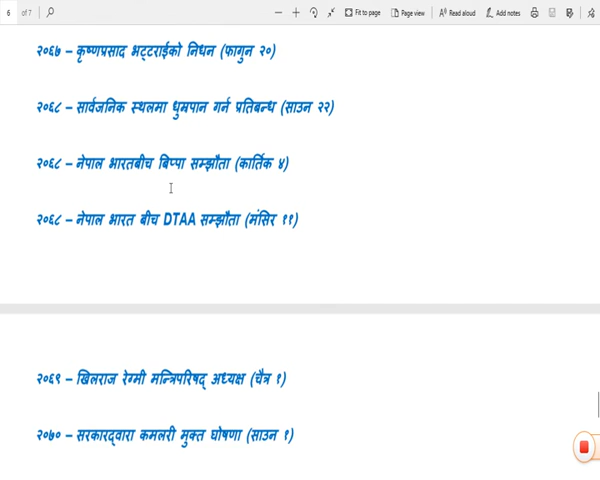 6 of 7 Fit to page Page view Read aloud Add notes
२०६७ – कृष्णप्रसाद भट्टराईको निधन (फागुन २०)
२०६८ – सार्वजनिक स्थलमा धुम्रपान गर्न प्रतिबन्ध (साउन २२)
२०६८ – नेपाल भारतबीच बिप्पा सम्झौता (कार्तिक ४)
२०६८ – नेपाल भारत बीच DTAA सम्झौता (मंसिर ११)
२०६९ – खिलराज रेग्मी मन्त्रिपरिषद् अध्यक्ष (चैत्र १)
२०७० – सरकारद्वारा कमलरी मुक्त घोषणा (साउन १)